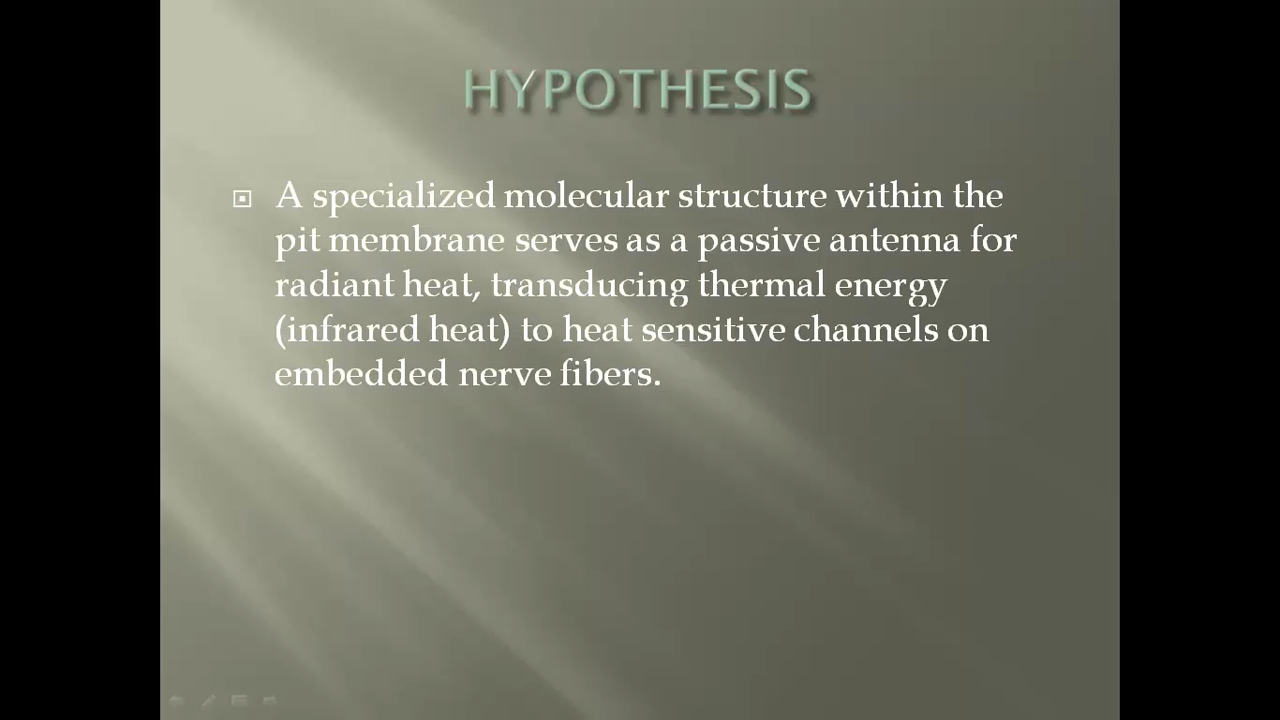 HYPOTHESIS
A specialized molecular structure within the
pit membrane serves as a passive antenna for
radiant heat, transducing thermal energy
(infrared heat) to heat sensitive channels on
embedded nerve fibers.